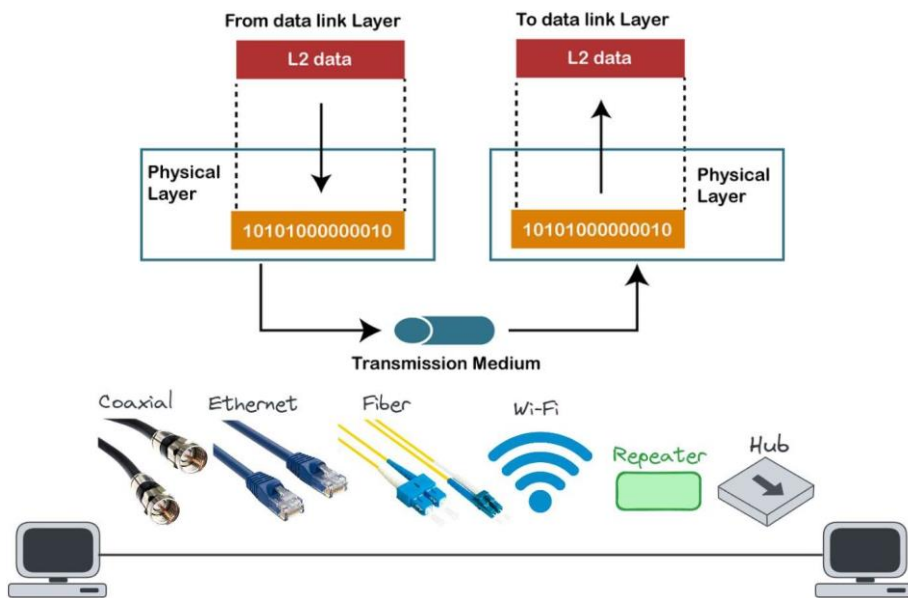 From data link Layer
To data link Layer
L2 data
L2 data
Physical
Layer
Physical
Layer
10101000000010
10101000000010
Transmission Medium
Coaxial
Ethernet
Fiber
Wi-Fi
Repeater
Hub